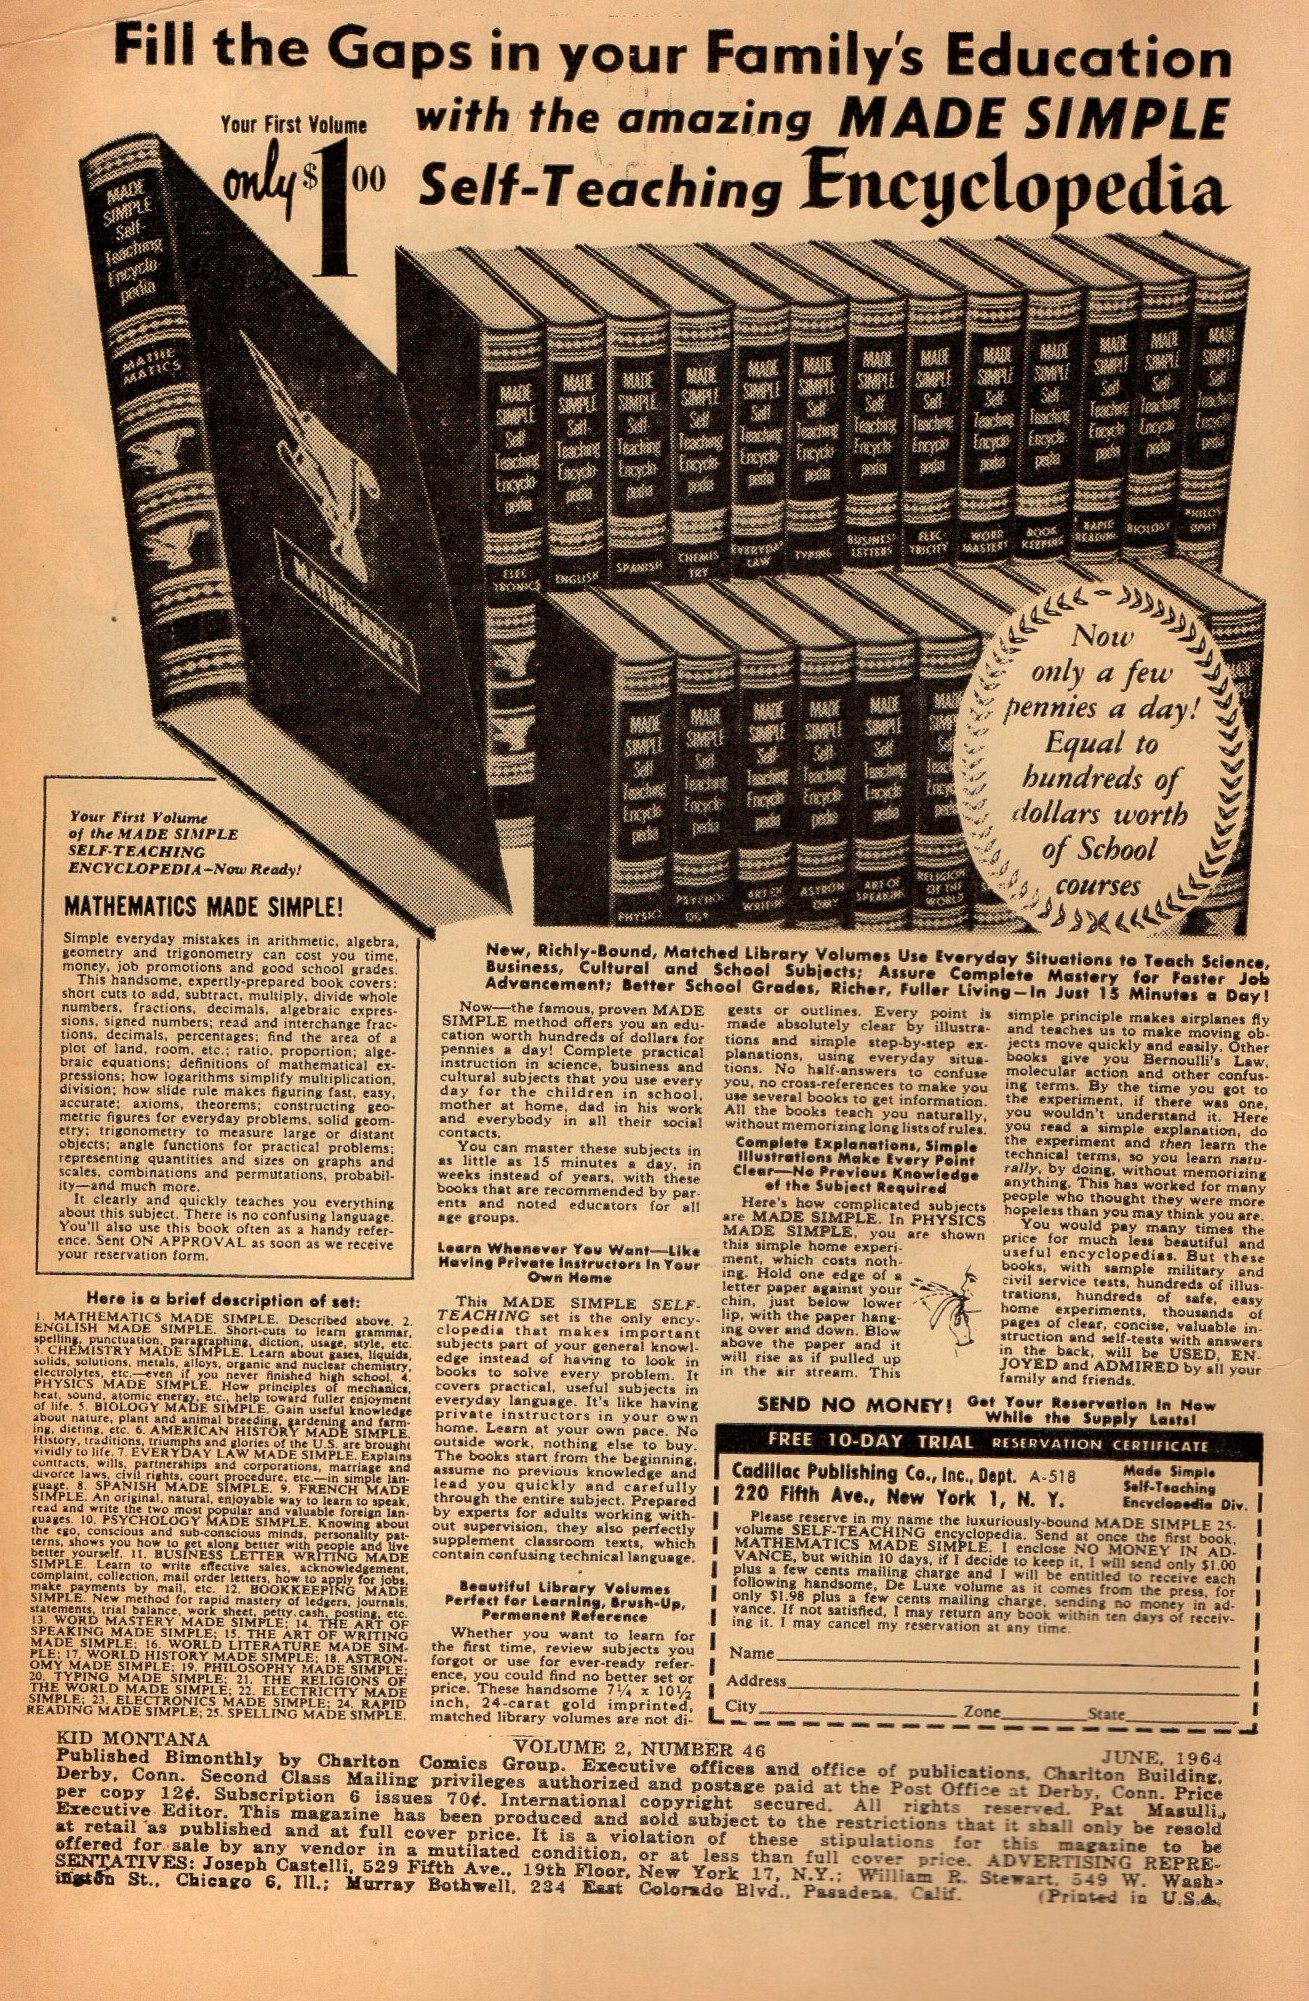 Fill the Gaps in your Family's Education
with the amazing MADE SIMPLE
Self-Teaching Encyclopedia
Your First Volume
only $1.00
MADE
SIMPLE
Self-
Teaching
Encyclo-
pedia
MATHE
MATICS
MATHEMATICS
MADE
SIMPLE
Self
Teaching
Encyclo-
pedia
ELEC
TRONICS
ENGLISH
SPANISH
CHEMIS
TRY
EVERYDAY
LAW
TYPING
BUSINESS
LETTERS
ELEC-
TRICITY
WORD
MASTERY
BOOK
KEEPING
RAPID
READING
BIOLOGY
PHILOS
OPHY
PHYSICS
PSYCHOL
OGY
ART OF
WRITING
ASTRON
OMY
ART OF
SPEAKING
RELIGION
OF THE
WORLD
Now
only a few
pennies a day!
Equal to
hundreds of
dollars worth
of School
courses
Your First Volume
of the MADE SIMPLE
SELF-TEACHING
ENCYCLOPEDIA—Now Ready!
MATHEMATICS MADE SIMPLE!
Simple everyday mistakes in arithmetic, algebra,
geometry and trigonometry can cost you time,
money, job promotions and good school grades.
This handsome, expertly-prepared book covers:
short cuts to add, subtract, multiply, divide whole
numbers, fractions, decimals, algebraic expres-
sions, signed numbers; read and interchange frac-
tions, decimals, percentages; find the area of a
plot of land, room, etc.; ratio, proportion; alge-
braic equations; definitions of mathematical ex-
pressions; how logarithms simplify multiplication,
division; how slide rule makes figuring fast, easy,
accurate; axioms, theorems; constructing geo-
metric figures for everyday problems, solid geom-
etry; trigonometry to measure large or distant
objects; angle functions for practical problems;
representing quantities and sizes on graphs and
scales, combinations and permutations, probabil-
ity—and much more.
It clearly and quickly teaches you everything
about this subject. There is no confusing language.
You'll also use this book often as a handy refer-
ence. Sent ON APPROVAL as soon as we receive
your reservation form.
Here is a brief description of set:
1. MATHEMATICS MADE SIMPLE. Described above. 2.
ENGLISH MADE SIMPLE. Short-cuts to learn grammar,
spelling, punctuation, paragraphing, diction, usage, style, etc.
3. CHEMISTRY MADE SIMPLE. Learn about gases, liquids,
solids, solutions, metals, alloys, organic and nuclear chemistry,
electrolytes, etc.—even if you never finished high school. 4.
PHYSICS MADE SIMPLE. How principles of mechanics,
heat, sound, atomic energy, etc., help toward fuller enjoyment
of life. 5. BIOLOGY MADE SIMPLE. Gain useful knowledge
about nature, plant and animal breeding, gardening and farm-
ing, dieting, etc. 6. AMERICAN HISTORY MADE SIMPLE.
History, traditions, triumphs and glories of the U.S. are brought
vividly to life. 7. EVERYDAY LAW MADE SIMPLE. Explains
contracts, wills, partnerships and corporations, marriage and
divorce laws, civil rights, court procedure, etc.—in simple lan-
guage. 8. SPANISH MADE SIMPLE. 9. FRENCH MADE
SIMPLE. An original, natural, enjoyable way to learn to speak,
read and write the two most popular and valuable foreign lan-
guages. 10. PSYCHOLOGY MADE SIMPLE. Knowing about
the ego, conscious and sub-conscious minds, personality pat-
terns, shows you how to get along better with people and live
better yourself. 11. BUSINESS LETTER WRITING MADE
SIMPLE. Learn to write effective sales, acknowledgement,
complaint, collection, mail order letters, how to apply for jobs,
make payments by mail, etc. 12. BOOKKEEPING MADE
SIMPLE. New method for rapid mastery of ledgers, journals,
statements, trial balance, work sheet, petty cash, posting, etc.
13. WORD MASTERY MADE SIMPLE; 14. THE ART OF
SPEAKING MADE SIMPLE; 15. THE ART OF WRITING
MADE SIMPLE; 16. WORLD LITERATURE MADE SIM-
PLE; 17. WORLD HISTORY MADE SIMPLE; 18. ASTRON-
OMY MADE SIMPLE; 19. PHILOSOPHY MADE SIMPLE;
20. TYPING MADE SIMPLE; 21. THE RELIGIONS OF
THE WORLD MADE SIMPLE; 22. ELECTRICITY MADE
SIMPLE; 23. ELECTRONICS MADE SIMPLE; 24. RAPID
READING MADE SIMPLE; 25. SPELLING MADE SIMPLE.
New, Richly-Bound, Matched Library Volumes Use Everyday Situations to Teach Science,
Business, Cultural and School Subjects; Assure Complete Mastery for Faster Job
Advancement; Better School Grades, Richer, Fuller Living—In Just 15 Minutes a Day!
Now—the famous, proven MADE
SIMPLE method offers you an edu-
cation worth hundreds of dollars for
pennies a day! Complete practical
instruction in science, business and
cultural subjects that you use every
day for the children in school,
mother at home, dad in his work
and everybody in all their social
contacts.
You can master these subjects in
as little as 15 minutes a day, in
weeks instead of years, with these
books that are recommended by par-
ents and noted educators for all
age groups.
Learn Whenever You Want—Like
Having Private Instructors In Your
Own Home
This MADE SIMPLE SELF-
TEACHING set is the only ency-
clopedia that makes important
subjects part of your general knowl-
edge instead of having to look in
books to solve every problem. It
covers practical, useful subjects in
everyday language. It's like having
private instructors in your own
home. Learn at your own pace. No
outside work, nothing else to buy.
The books start from the beginning,
assume no previous knowledge and
lead you quickly and carefully
through the entire subject. Prepared
by experts for adults working with-
out supervision, they also perfectly
supplement classroom texts, which
contain confusing technical language.
Beautiful Library Volumes
Perfect for Learning, Brush-Up,
Permanent Reference
Whether you want to learn for
the first time, review subjects you
forgot or use for ever-ready refer-
ence, you could find no better set or
price. These handsome 7¼ x 10½
inch, 24-carat gold imprinted,
matched library volumes are not di-
gests or outlines. Every point is
made absolutely clear by illustra-
tions and simple step-by-step ex-
planations, using everyday situa-
tions. No half-answers to confuse
you, no cross-references to make you
use several books to get information.
All the books teach you naturally,
without memorizing long lists of rules.
Complete Explanations, Simple
Illustrations Make Every Point
Clear—No Previous Knowledge
of the Subject Required
Here's how complicated subjects
are MADE SIMPLE. In PHYSICS
MADE SIMPLE, you are shown
this simple home experi-
ment, which costs noth-
ing. Hold one edge of a
letter paper against your
chin, just below lower
lip, with the paper hang-
ing over and down. Blow
above the paper and it
will rise as if pulled up
in the air stream. This
simple principle makes airplanes fly
and teaches us to make moving ob-
jects move quickly and easily. Other
books give you Bernoulli's Law,
molecular action and other confus-
ing terms. By the time you got to
the experiment, if there was one,
you wouldn't understand it. Here
you read a simple explanation, do
the experiment and then learn the
technical terms, so you learn natu-
rally, by doing, without memorizing
anything. This has worked for many
people who thought they were more
hopeless than you may think you are.
You would pay many times the
price for much less beautiful and
useful encyclopedias. But these
books, with sample military and
civil service tests, hundreds of illus-
trations, hundreds of safe, easy
home experiments, thousands of
pages of clear, concise, valuable in-
struction and self-tests with answers
in the back, will be USED, EN-
JOYED and ADMIRED by all your
family and friends.
SEND NO MONEY! Get Your Reservation In Now
While the Supply Lasts!
FREE 10-DAY TRIAL RESERVATION CERTIFICATE
Cadillac Publishing Co., Inc., Dept. A-518
220 Fifth Ave., New York 1, N. Y.
Made Simple
Self-Teaching
Encyclopedia Div.
Please reserve in my name the luxuriously-bound MADE SIMPLE 25-
volume SELF-TEACHING encyclopedia. Send at once the first book,
MATHEMATICS MADE SIMPLE. I enclose NO MONEY IN AD-
VANCE, but within 10 days, if I decide to keep it, I will send only $1.00
plus a few cents mailing charge and I will be entitled to receive each
following handsome, De Luxe volume as it comes from the press, for
only $1.98 plus a few cents mailing charge, sending no money in ad-
vance. If not satisfied, I may return any book within ten days of receiv-
ing it. I may cancel my reservation at any time.
Name
Address
City Zone State
KID MONTANA VOLUME 2, NUMBER 46 JUNE, 1964
Published Bimonthly by Charlton Comics Group. Executive offices and office of publications, Charlton Building,
Derby, Conn. Second Class Mailing privileges authorized and postage paid at the Post Office at Derby, Conn. Price
per copy 12¢. Subscription 6 issues 70¢. International copyright secured. All rights reserved. Pat Masulli,
Executive Editor. This magazine has been produced and sold subject to the restrictions that it shall only be resold
at retail as published and at full cover price. It is a violation of these stipulations for this magazine to be
offered for sale by any vendor in a mutilated condition, or at less than full cover price. ADVERTISING REPRE-
SENTATIVES: Joseph Castelli, 529 Fifth Ave., 19th Floor, New York 17, N.Y.; William R. Stewart, 549 W. Wash-
ington St., Chicago 6, Ill.; Murray Bothwell, 234 East Colorado Blvd., Pasadena, Calif. (Printed in U.S.A.